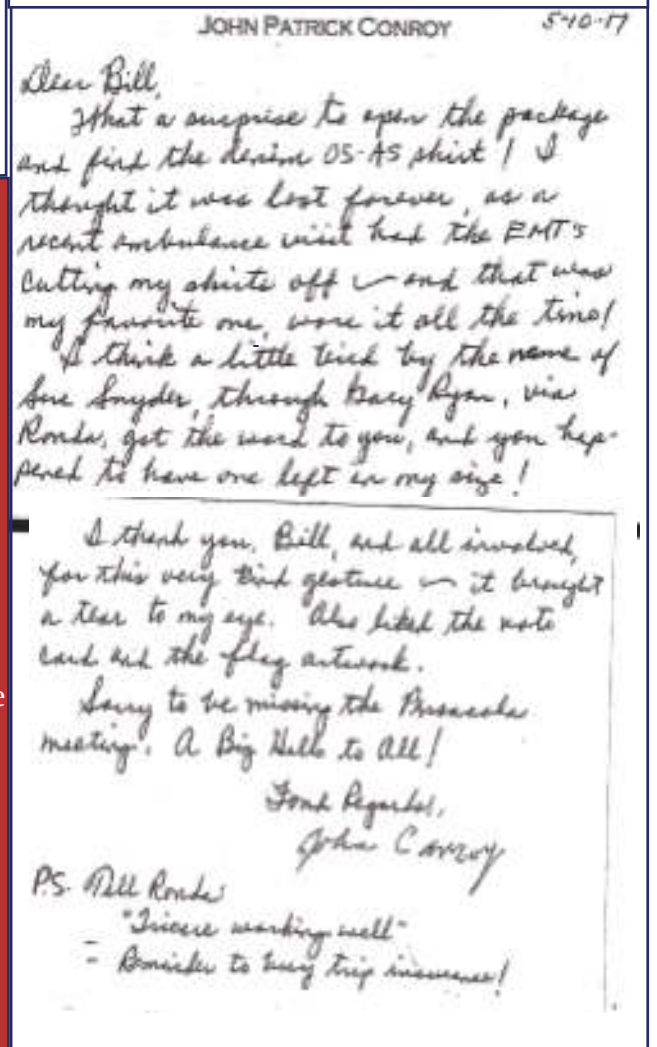 JOHN PATRICK CONROY
5-10-17
Dear Bill,
What a surprise to open the package
and find the denim OS-AS shirt! I
thought it was lost forever, as a
recent ambulance visit had the EMT's
cutting my shirts off ~ and that was
my favorite one, wore it all the time!
I think a little bird by the name of
Sue Snyder, through Gary Ryan, via
Ronda, got the word to you, and you hap-
pened to have one left in my size!
I thank you, Bill, and all involved,
for this very kind gesture ~ it brought
a tear to my eye. Also liked the note
card and the flag artwork.
Sorry to be missing the Pensacola
meeting. A Big Hello to All!
Fond Regards,
John Conroy
P.S. Tell Ronda
"Tricare working well"
- Reminder to buy trip insurance!
e